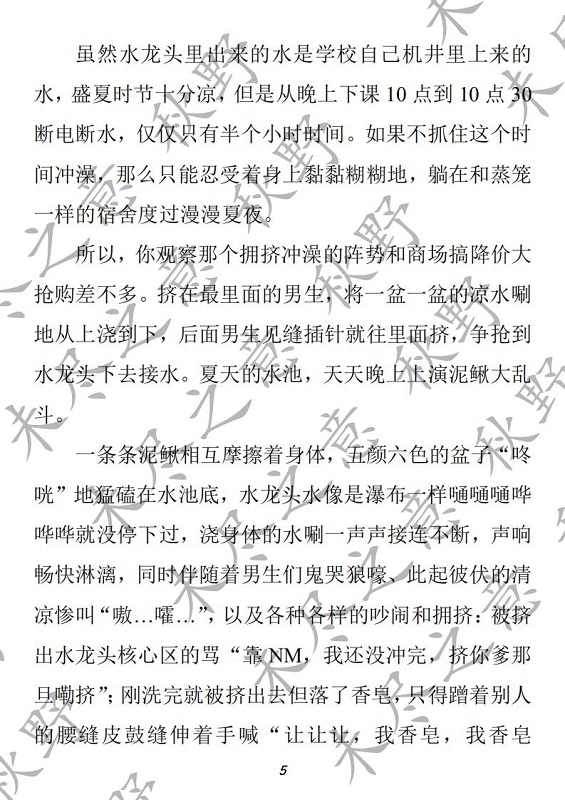 虽然水龙头里出来的水是学校自己机井里上来的
水，盛夏时节十分凉，但是从晚上下课 10 点到 10 点 30
断电断水，仅仅只有半个小时时间。如果不抓住这个时
间冲澡，那么只能忍受着身上黏黏糊糊地，躺在和蒸笼
一样的宿舍度过漫漫夏夜。
所以，你观察那个拥挤冲澡的阵势和商场搞降价大
抢购差不多。挤在最里面的男生，将一盆一盆的凉水唰
地从上浇到下，后面男生见缝插针就往里面挤，争抢到
水龙头下去接水。夏天的水池，天天晚上上演泥鳅大乱
斗。
一条条泥鳅相互摩擦着身体，五颜六色的盆子“咚
咣”地猛磕在水池底，水龙头水像是瀑布一样嗵嗵嗵哗
哗哗就没停下过，浇身体的水唰一声声接连不断，声响
畅快淋漓，同时伴随着男生们鬼哭狼嚎、此起彼伏的清
凉惨叫“嗷…嚯…”，以及各种各样的吵闹和拥挤：被挤
出水龙头核心区的骂“靠 NM，我还没冲完，挤你爹那
旦嘞挤”；刚洗完就被挤出去但落了香皂，只得蹭着别人
的腰缝皮鼓缝伸着手喊“让让让，我香皂，我香皂
5
未尽之意 秋野